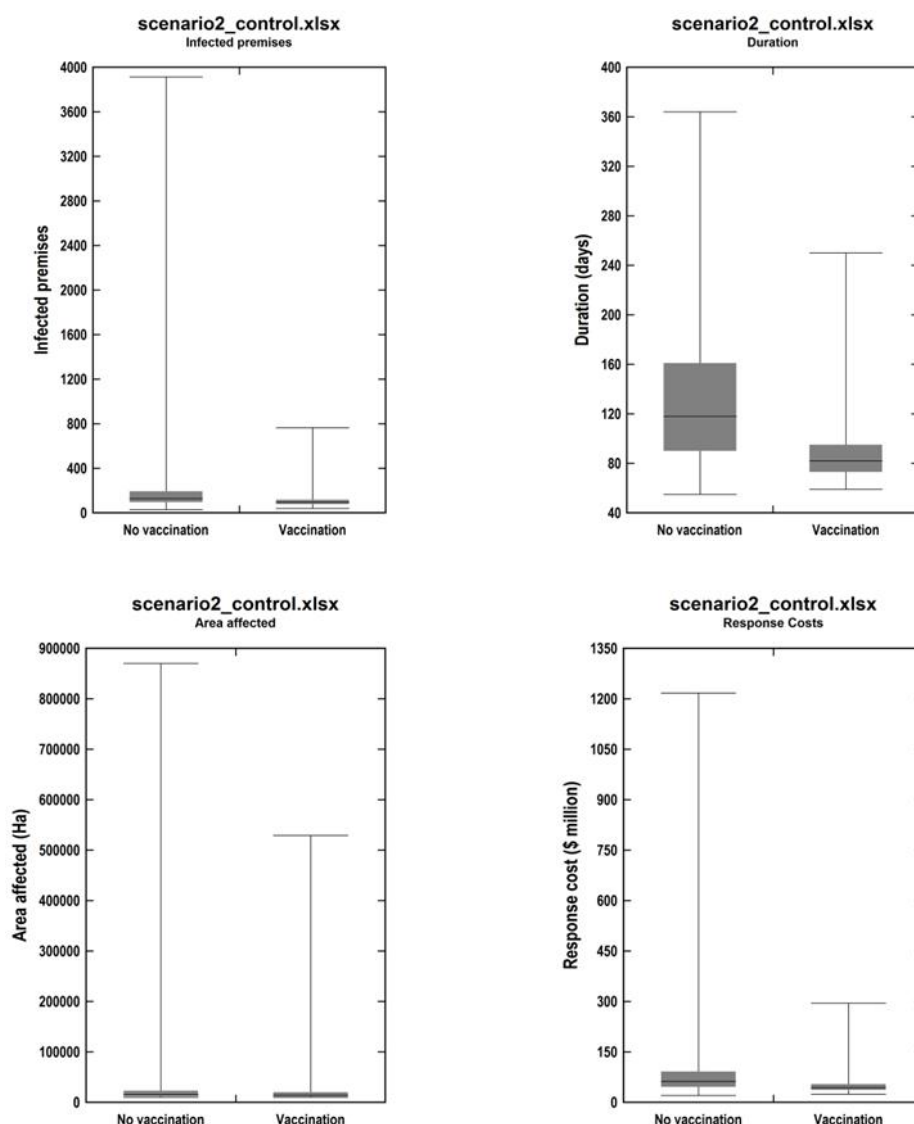 scenario2_control.xlsx
Infected premises
4000
3600
3200
2800
2400
2000
1600
1200
800
400
0
Infected premises
No vaccination
Vaccination
scenario2_control.xlsx
Duration
400
360
320
280
240
200
160
120
80
40
Duration (days)
No vaccination
Vaccination
scenario2_control.xlsx
Area affected
900000
800000
700000
600000
500000
400000
300000
200000
100000
0
Area affected (Ha)
No vaccination
Vaccination
scenario2_control.xlsx
Response Costs
1350
1200
1050
900
750
600
450
300
150
0
Response cost ($ million)
No vaccination
Vaccination